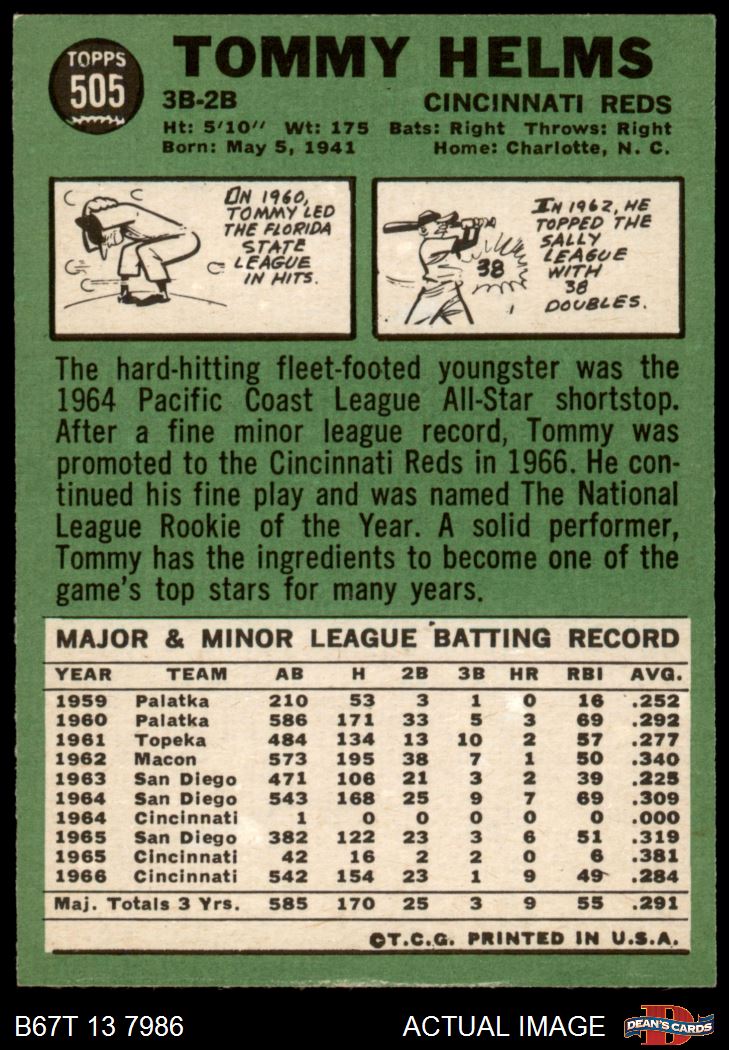 TOPPS
505
TOMMY HELMS
3B-2B CINCINNATI REDS
Ht: 5'10" Wt: 175 Bats: Right Throws: Right
Born: May 5, 1941 Home: Charlotte, N. C.
IN 1960,
TOMMY LED
THE FLORIDA
STATE
LEAGUE
IN HITS.
38
IN 1962, HE
TOPPED THE
SALLY
LEAGUE
WITH
38
DOUBLES.
The hard-hitting fleet-footed youngster was the
1964 Pacific Coast League All-Star shortstop.
After a fine minor league record, Tommy was
promoted to the Cincinnati Reds in 1966. He con-
tinued his fine play and was named The National
League Rookie of the Year. A solid performer,
Tommy has the ingredients to become one of the
game's top stars for many years.
MAJOR & MINOR LEAGUE BATTING RECORD
YEAR TEAM AB H 2B 3B HR RBI AVG.
1959 Palatka 210 53 3 1 0 16 .252
1960 Palatka 586 171 33 5 3 69 .292
1961 Topeka 484 134 13 10 2 57 .277
1962 Macon 573 195 38 7 1 50 .340
1963 San Diego 471 106 21 3 2 39 .225
1964 San Diego 543 168 25 9 7 69 .309
1964 Cincinnati 1 0 0 0 0 0 .000
1965 San Diego 382 122 23 3 6 51 .319
1965 Cincinnati 42 16 2 2 0 6 .381
1966 Cincinnati 542 154 23 1 9 49 .284
Maj. Totals 3 Yrs. 585 170 25 3 9 55 .291
©T.C.G. PRINTED IN U.S.A.
B67T 13 7986 ACTUAL IMAGE
DEAN'S CARDS